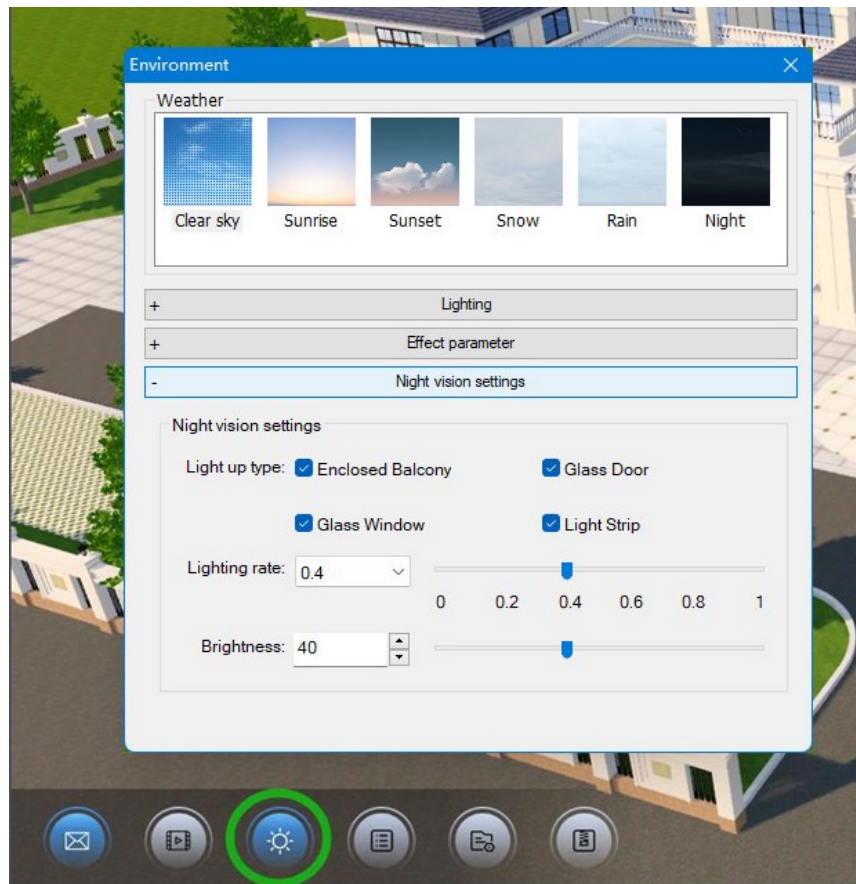 Environment
Weather
Clear sky Sunrise Sunset Snow Rain Night
+ Lighting
+ Effect parameter
- Night vision settings
Night vision settings
Light up type: Enclosed Balcony Glass Door
Glass Window Light Strip
Lighting rate: 0.4
0 0.2 0.4 0.6 0.8 1
Brightness: 40